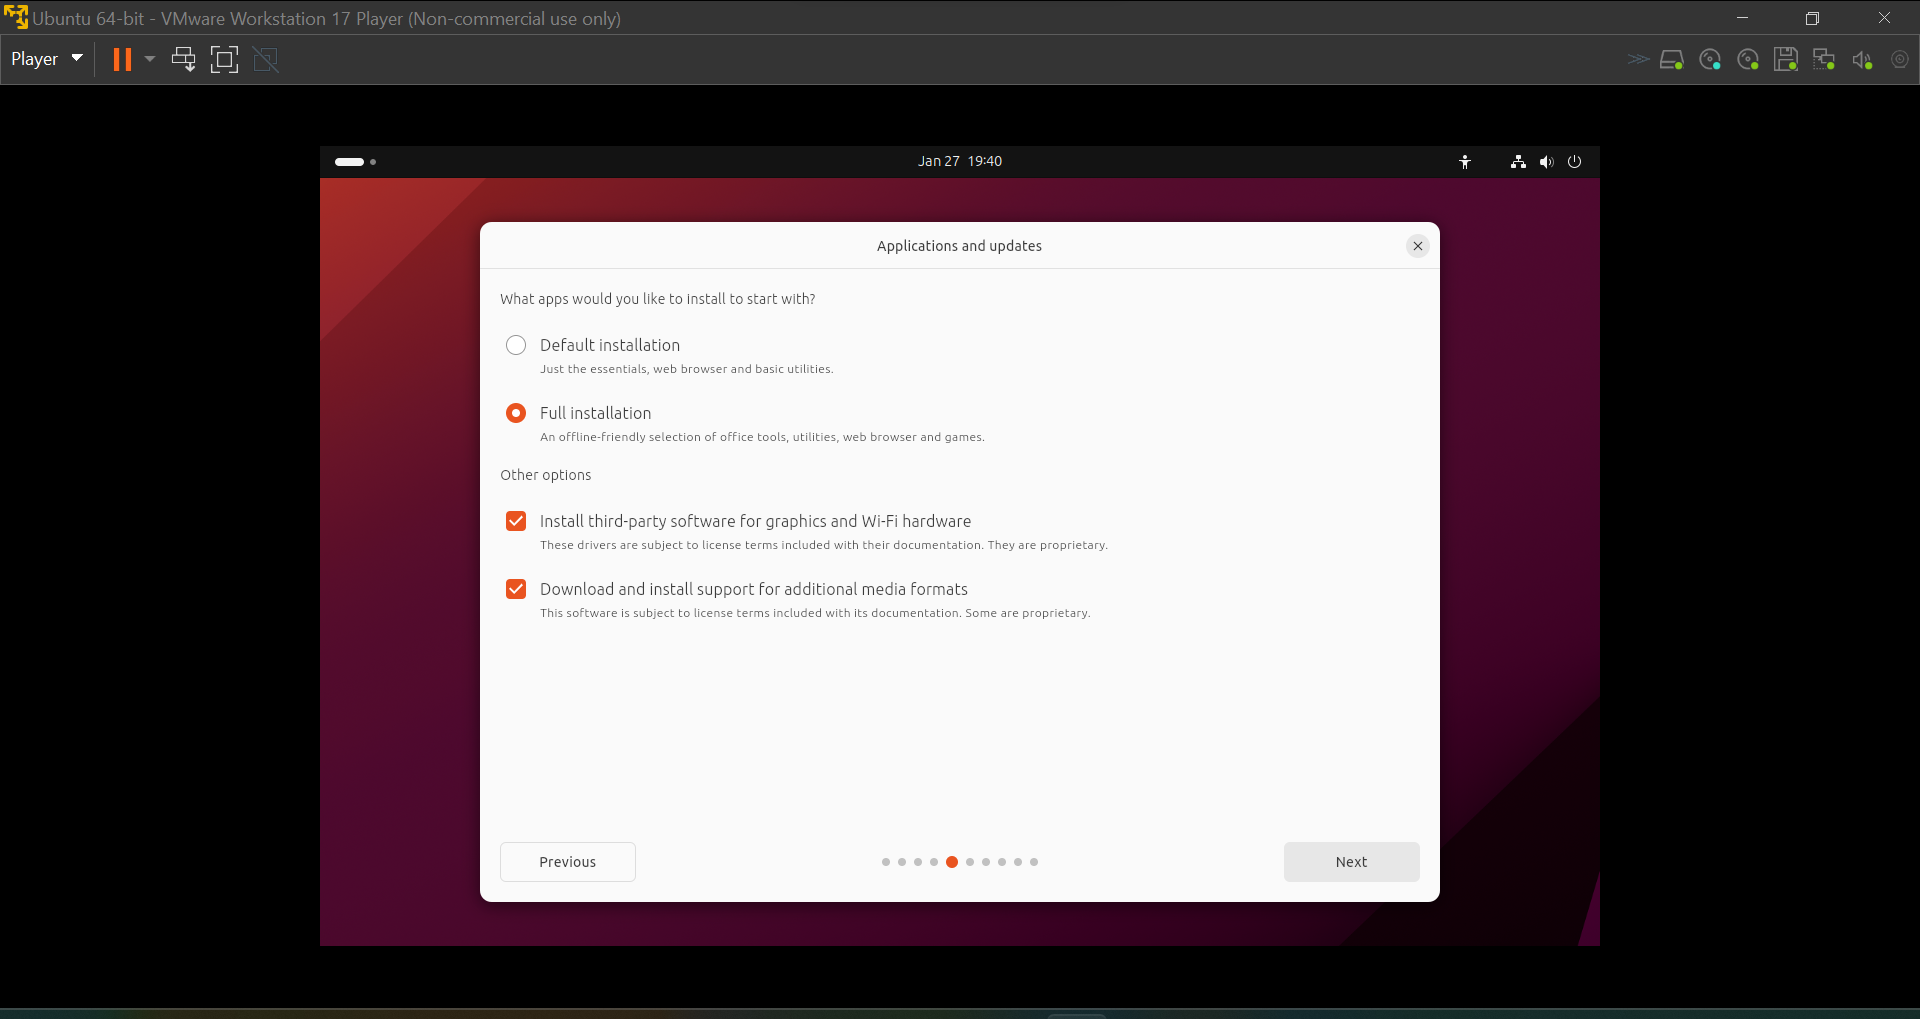 Ubuntu 64-bit - VMware Workstation 17 Player (Non-commercial use only)
Player
Jan 27 19:40
Applications and updates
What apps would you like to install to start with?
Default installation
Just the essentials, web browser and basic utilities.
Full installation
An offline-friendly selection of office tools, utilities, web browser and games.
Other options
Install third-party software for graphics and Wi-Fi hardware
These drivers are subject to license terms included with their documentation. They are proprietary.
Download and install support for additional media formats
This software is subject to license terms included with its documentation. Some are proprietary.
Previous
Next